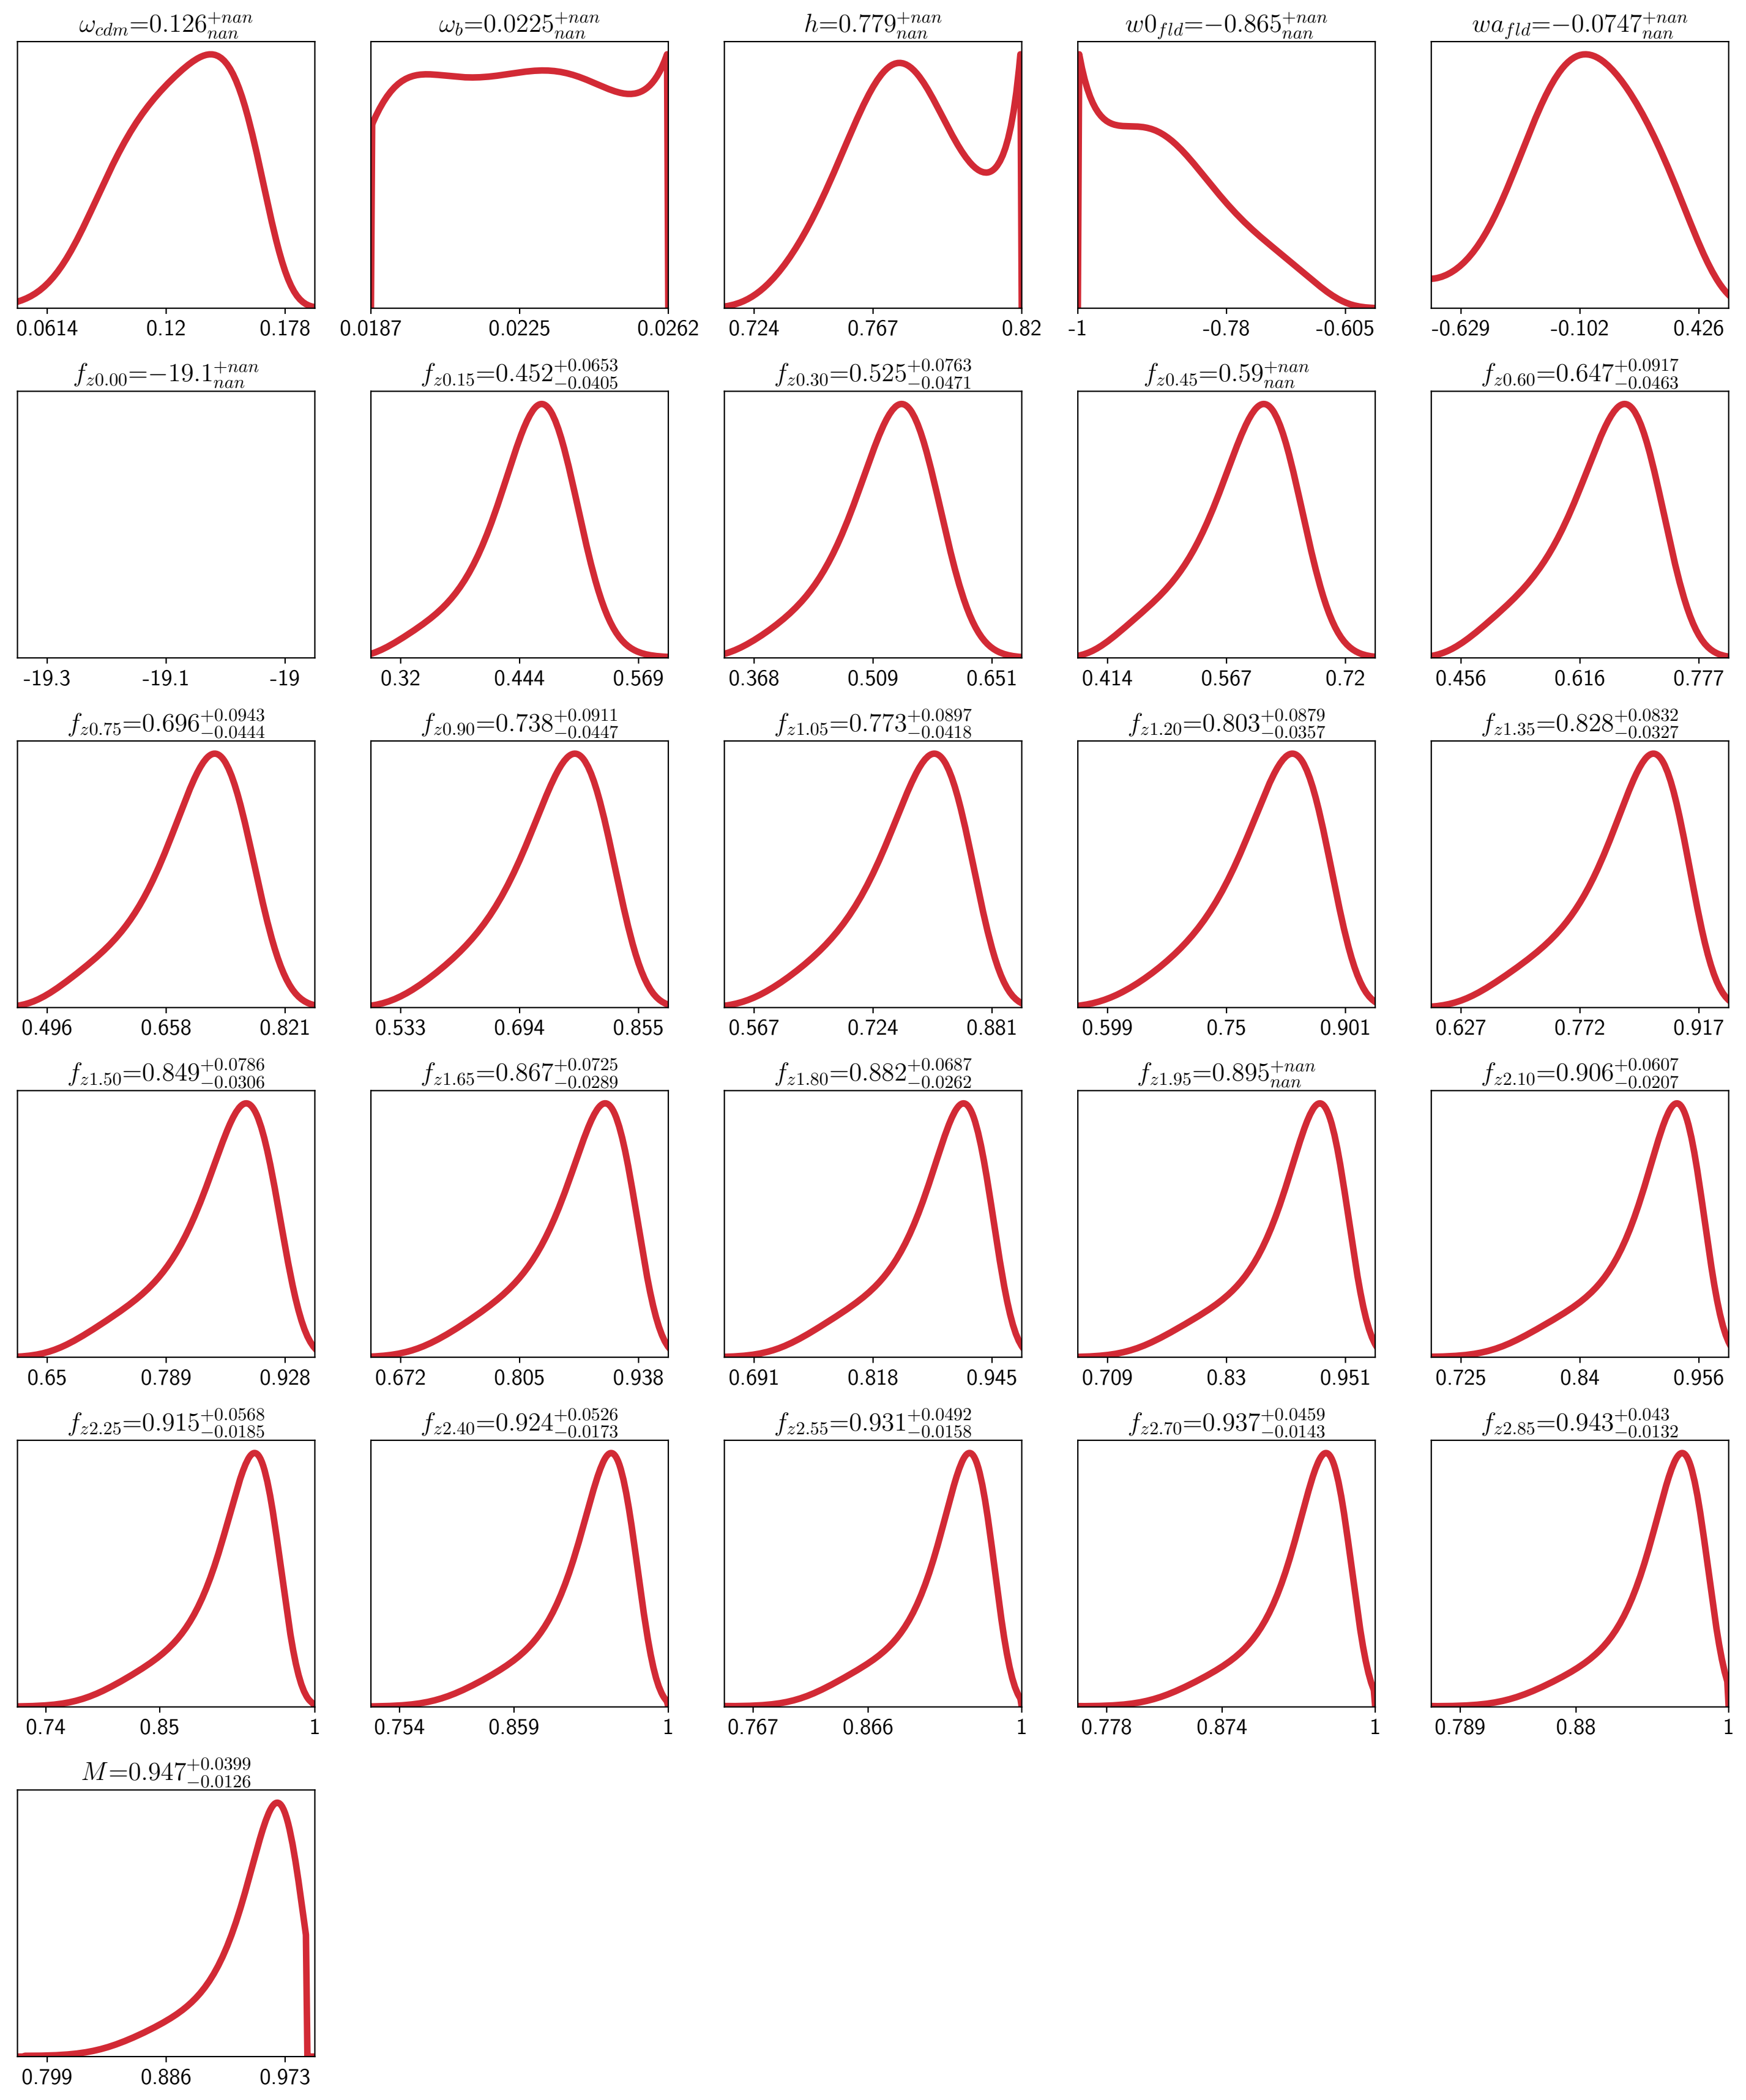 ω_cdm=0.126^{+nan}_{nan} ω_b=0.0225^{+nan}_{nan} h=0.779^{+nan}_{nan} w0_fld=−0.865^{+nan}_{nan} wa_fld=−0.0747^{+nan}_{nan}
0.0614 0.12 0.178 0.0187 0.0225 0.0262 0.724 0.767 0.82 -1 -0.78 -0.605 -0.629 -0.102 0.426
f_z0.00=−19.1^{+nan}_{nan} f_z0.15=0.452^{+0.0653}_{−0.0405} f_z0.30=0.525^{+0.0763}_{−0.0471} f_z0.45=0.59^{+nan}_{nan} f_z0.60=0.647^{+0.0917}_{−0.0463}
-19.3 -19.1 -19 0.32 0.444 0.569 0.368 0.509 0.651 0.414 0.567 0.72 0.456 0.616 0.777
f_z0.75=0.696^{+0.0943}_{−0.0444} f_z0.90=0.738^{+0.0911}_{−0.0447} f_z1.05=0.773^{+0.0897}_{−0.0418} f_z1.20=0.803^{+0.0879}_{−0.0357} f_z1.35=0.828^{+0.0832}_{−0.0327}
0.496 0.658 0.821 0.533 0.694 0.855 0.567 0.724 0.881 0.599 0.75 0.901 0.627 0.772 0.917
f_z1.50=0.849^{+0.0786}_{−0.0306} f_z1.65=0.867^{+0.0725}_{−0.0289} f_z1.80=0.882^{+0.0687}_{−0.0262} f_z1.95=0.895^{+nan}_{nan} f_z2.10=0.906^{+0.0607}_{−0.0207}
0.65 0.789 0.928 0.672 0.805 0.938 0.691 0.818 0.945 0.709 0.83 0.951 0.725 0.84 0.956
f_z2.25=0.915^{+0.0568}_{−0.0185} f_z2.40=0.924^{+0.0526}_{−0.0173} f_z2.55=0.931^{+0.0492}_{−0.0158} f_z2.70=0.937^{+0.0459}_{−0.0143} f_z2.85=0.943^{+0.043}_{−0.0132}
0.74 0.85 1 0.754 0.859 1 0.767 0.866 1 0.778 0.874 1 0.789 0.88 1
M=0.947^{+0.0399}_{−0.0126}
0.799 0.886 0.973